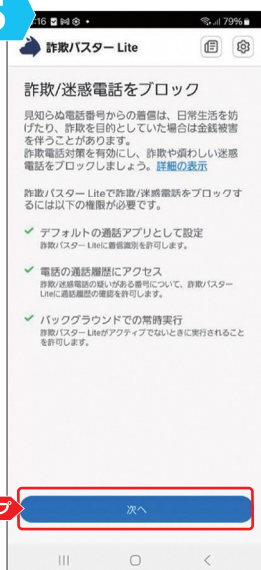 :16
79%
詐欺バスター Lite
詐欺/迷惑電話をブロック
見知らぬ電話番号からの着信は、日常生活を妨
げたり、詐欺を目的としていた場合は金銭被害
を伴うことがあります。
詐欺電話対策を有効にし、詐欺や煩わしい迷惑
電話をブロックしましょう。詳細の表示
詐欺バスター Liteで詐欺/迷惑電話をブロックす
るには以下の権限が必要です。
デフォルトの通話アプリとして設定
詐欺バスター Liteに着信識別を許可します。
電話の通話履歴にアクセス
詐欺/迷惑電話の疑いがある番号について、詐欺バスター
Liteに通話履歴の確認を許可します。
バックグラウンドでの常時実行
詐欺バスター Liteがアクティブでないときに実行されること
を許可します。
プ
次へ